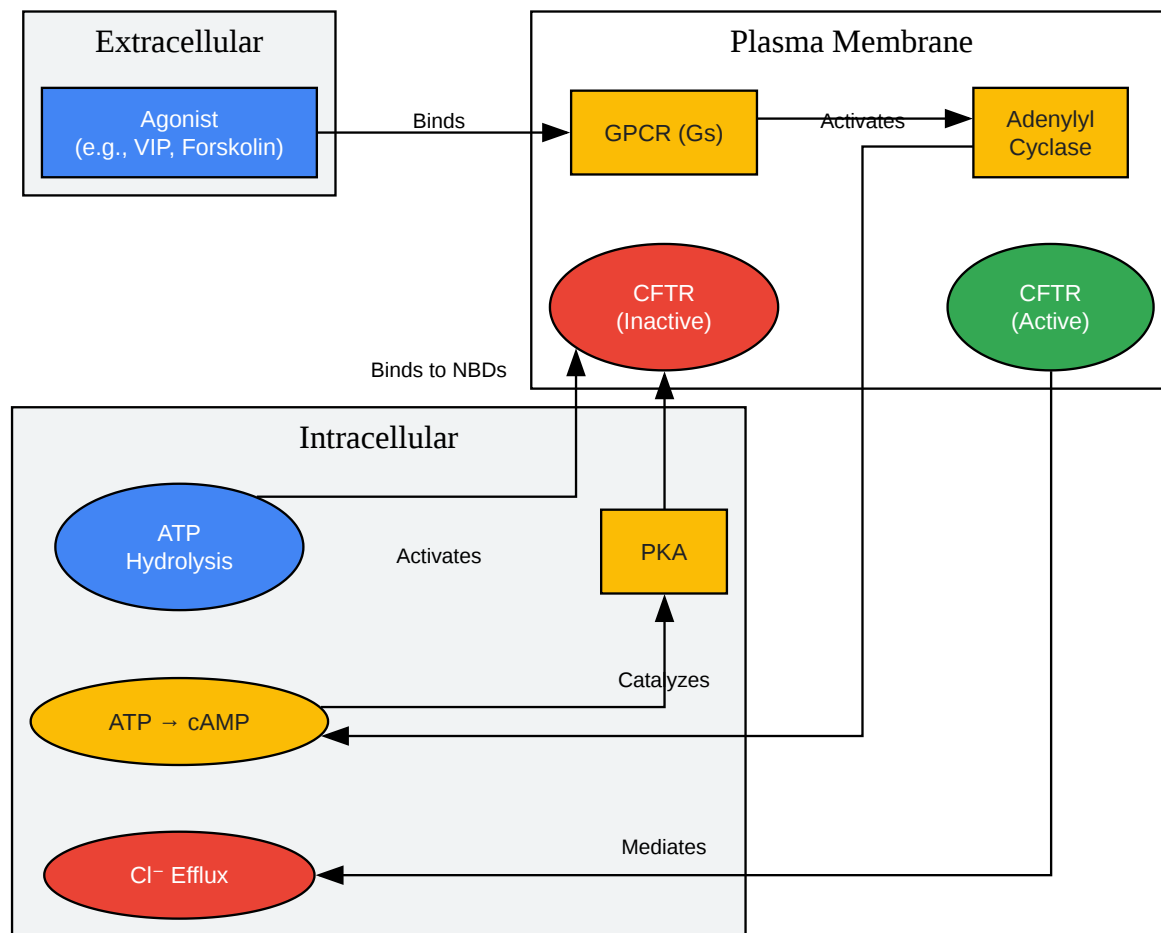 Extracellular
Plasma Membrane
Agonist
(e.g., VIP, Forskolin)
Binds
GPCR (Gs)
Activates
Adenylyl
Cyclase
CFTR
(Inactive)
CFTR
(Active)
Binds to NBDs
Intracellular
ATP
Hydrolysis
Activates
PKA
Catalyzes
ATP → cAMP
Mediates
Cl⁻ Efflux